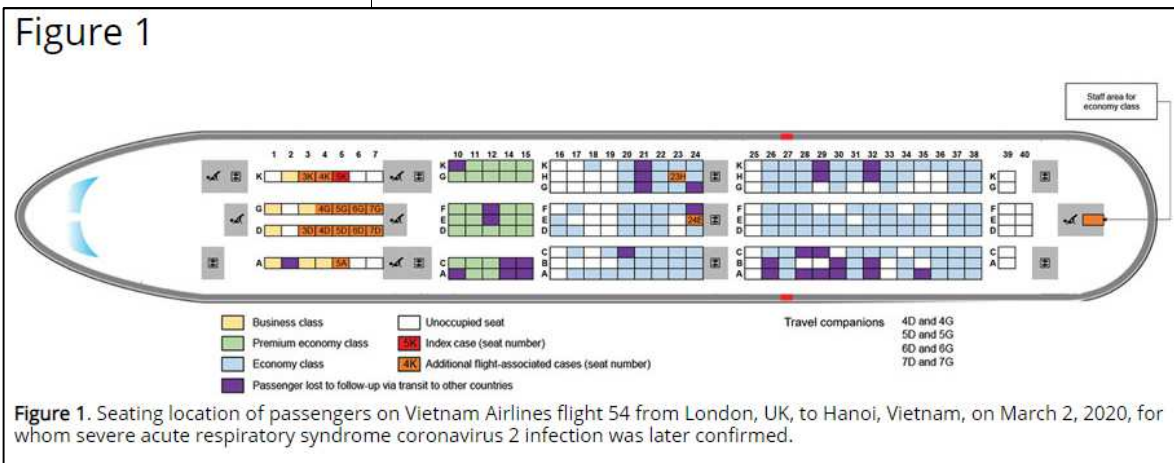 Figure 1
Staff area for
economy class
1 2 3 4 5 6 7 10 11 12 14 15 16 17 18 19 20 21 22 23 24 25 26 27 28 29 30 31 32 33 34 35 36 37 38 39 40
K 3K 4K 5K K G K H G 23H K H G K G
G 4G 5G 6G 7G F E D F E D 24E F E D F E D
D 3D 4D 5D 6D 7D
A 5A C A C B A C B A C A
Business class
Premium economy class
Economy class
Passenger lost to follow-up via transit to other countries
Unoccupied seat
5K Index case (seat number)
4K Additional flight-associated cases (seat number)
Travel companions 4D and 4G
5D and 5G
6D and 6G
7D and 7G
Figure 1. Seating location of passengers on Vietnam Airlines flight 54 from London, UK, to Hanoi, Vietnam, on March 2, 2020, for
whom severe acute respiratory syndrome coronavirus 2 infection was later confirmed.